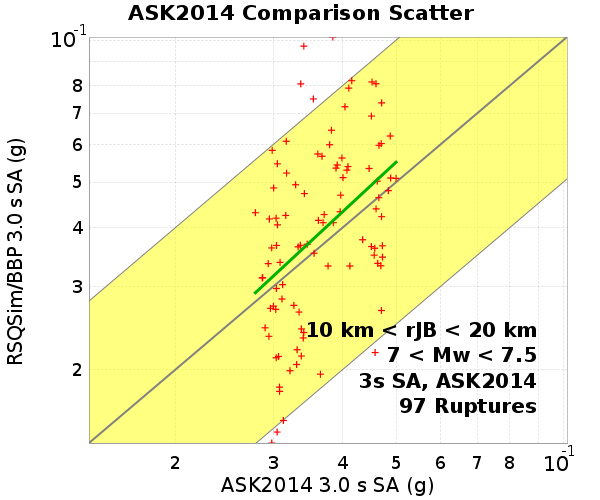 ASK2014 Comparison Scatter
10-1
8
7
6
5
4
3
2
RSQSim/BBP 3.0 s SA (g)
10 km < rJB < 20 km
7 < Mw < 7.5
3s SA, ASK2014
97 Ruptures
2 3 4 5 6 7 8 10-1
ASK2014 3.0 s SA (g)